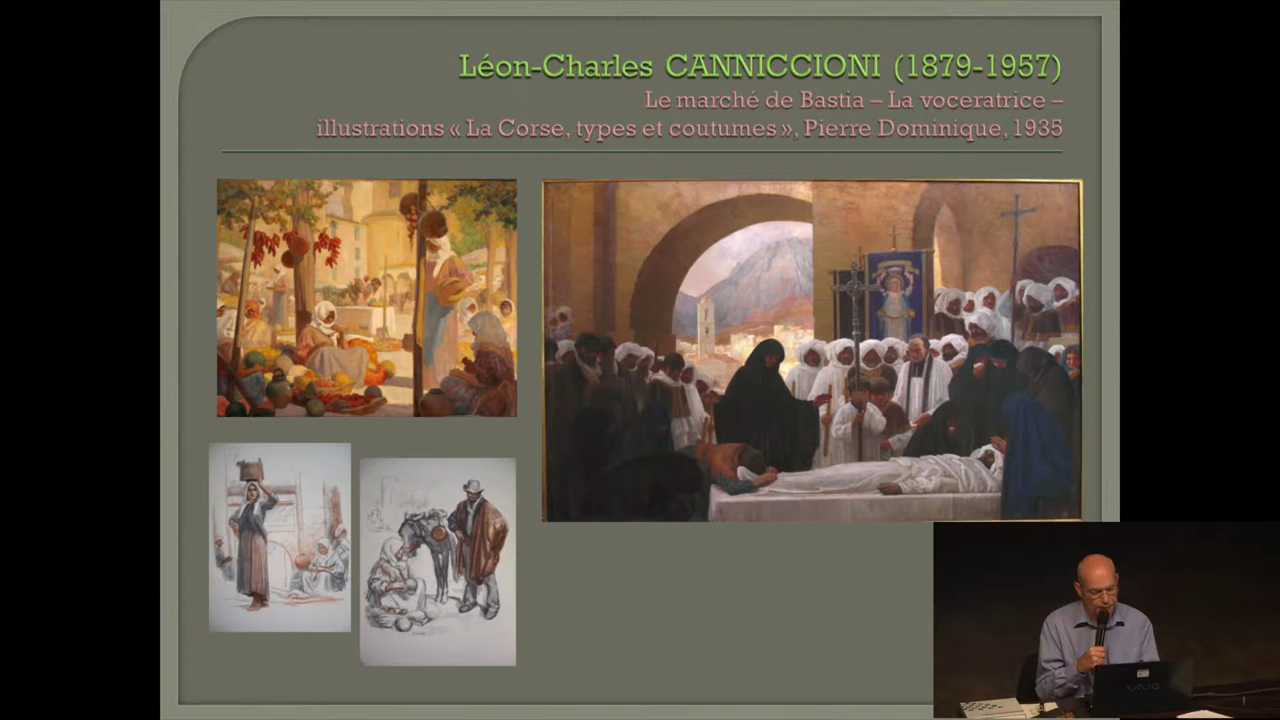 Léon-Charles CANNICCIONI (1879-1957)
Le marché de Bastia – La voceratrice –
illustrations « La Corse, types et coutumes », Pierre Dominique, 1935
VAIO